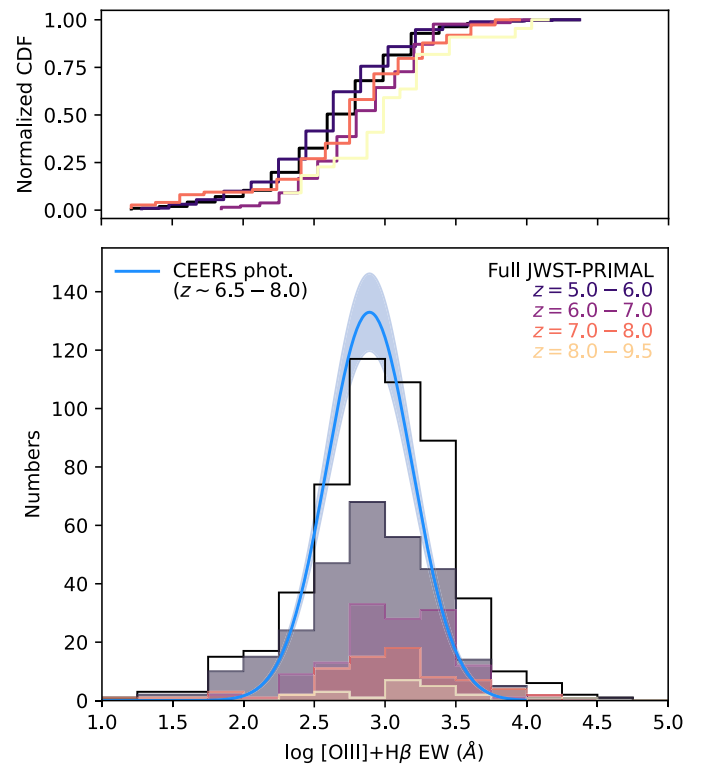 1.00
0.75
0.50
0.25
0.00
Normalized CDF
CEERS phot.
(z ~ 6.5 − 8.0)
Full JWST-PRIMAL
z = 5.0 − 6.0
z = 6.0 − 7.0
z = 7.0 − 8.0
z = 8.0 − 9.5
140
120
100
80
60
40
20
0
Numbers
1.0 1.5 2.0 2.5 3.0 3.5 4.0 4.5 5.0
log [OIII]+Hβ EW (Å)